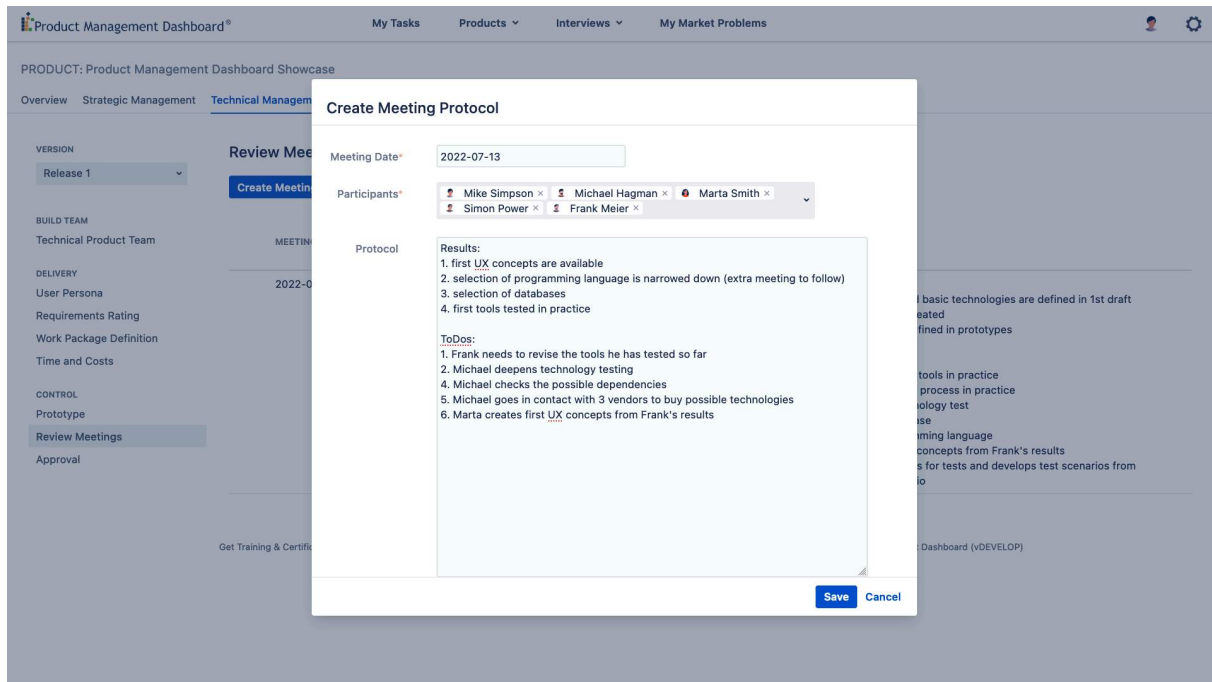 Product Management Dashboard®
My Tasks Products Interviews My Market Problems
PRODUCT: Product Management Dashboard Showcase
Overview Strategic Management Technical Managem
VERSION
Release 1
BUILD TEAM
Technical Product Team
DELIVERY
User Persona
Requirements Rating
Work Package Definition
Time and Costs
CONTROL
Prototype
Review Meetings
Approval
Review Mee
Create Meetin
MEETIN
2022-0
Create Meeting Protocol
Meeting Date*
2022-07-13
Participants*
Mike Simpson × Michael Hagman × Marta Smith ×
Simon Power × Frank Meier ×
Protocol
Results:
1. first UX concepts are available
2. selection of programming language is narrowed down (extra meeting to follow)
3. selection of databases
4. first tools tested in practice
ToDos:
1. Frank needs to revise the tools he has tested so far
2. Michael deepens technology testing
4. Michael checks the possible dependencies
5. Michael goes in contact with 3 vendors to buy possible technologies
6. Marta creates first UX concepts from Frank's results
Save Cancel
basic technologies are defined in 1st draft
eated
fined in prototypes
tools in practice
process in practice
ology test
ase
mming language
concepts from Frank's results
s for tests and develops test scenarios from
io
Get Training & Certific
Dashboard (vDEVELOP)